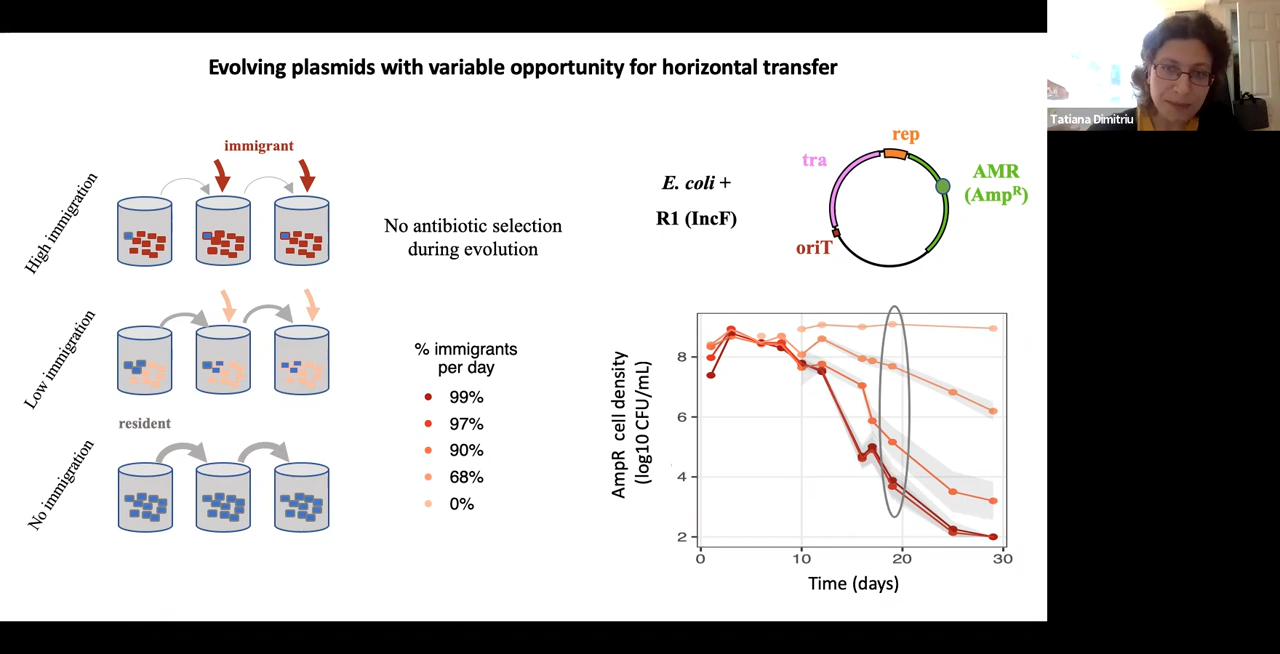 Evolving plasmids with variable opportunity for horizontal transfer
Tatiana Dimitriu
immigrant
High immigration
Low immigration
resident
No immigration
No antibiotic selection
during evolution
% immigrants
per day
99%
97%
90%
68%
0%
E. coli +
R1 (IncF)
rep
tra
AMR
(AmpR)
oriT
AmpR cell density
(log10 CFU/mL)
8
6
4
2
0
10
20
30
Time (days)